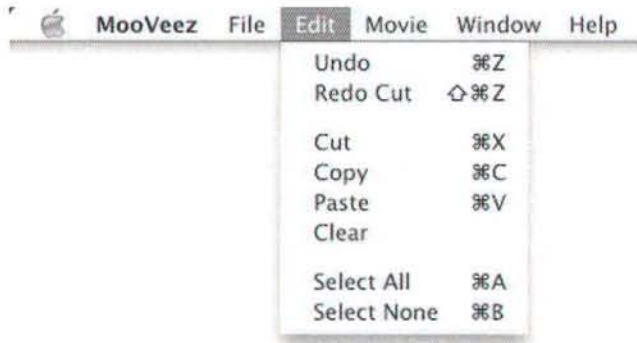 MooVeez File Edit Movie Window Help
Undo ⌘Z
Redo Cut ⇧⌘Z
Cut ⌘X
Copy ⌘C
Paste ⌘V
Clear
Select All ⌘A
Select None ⌘B